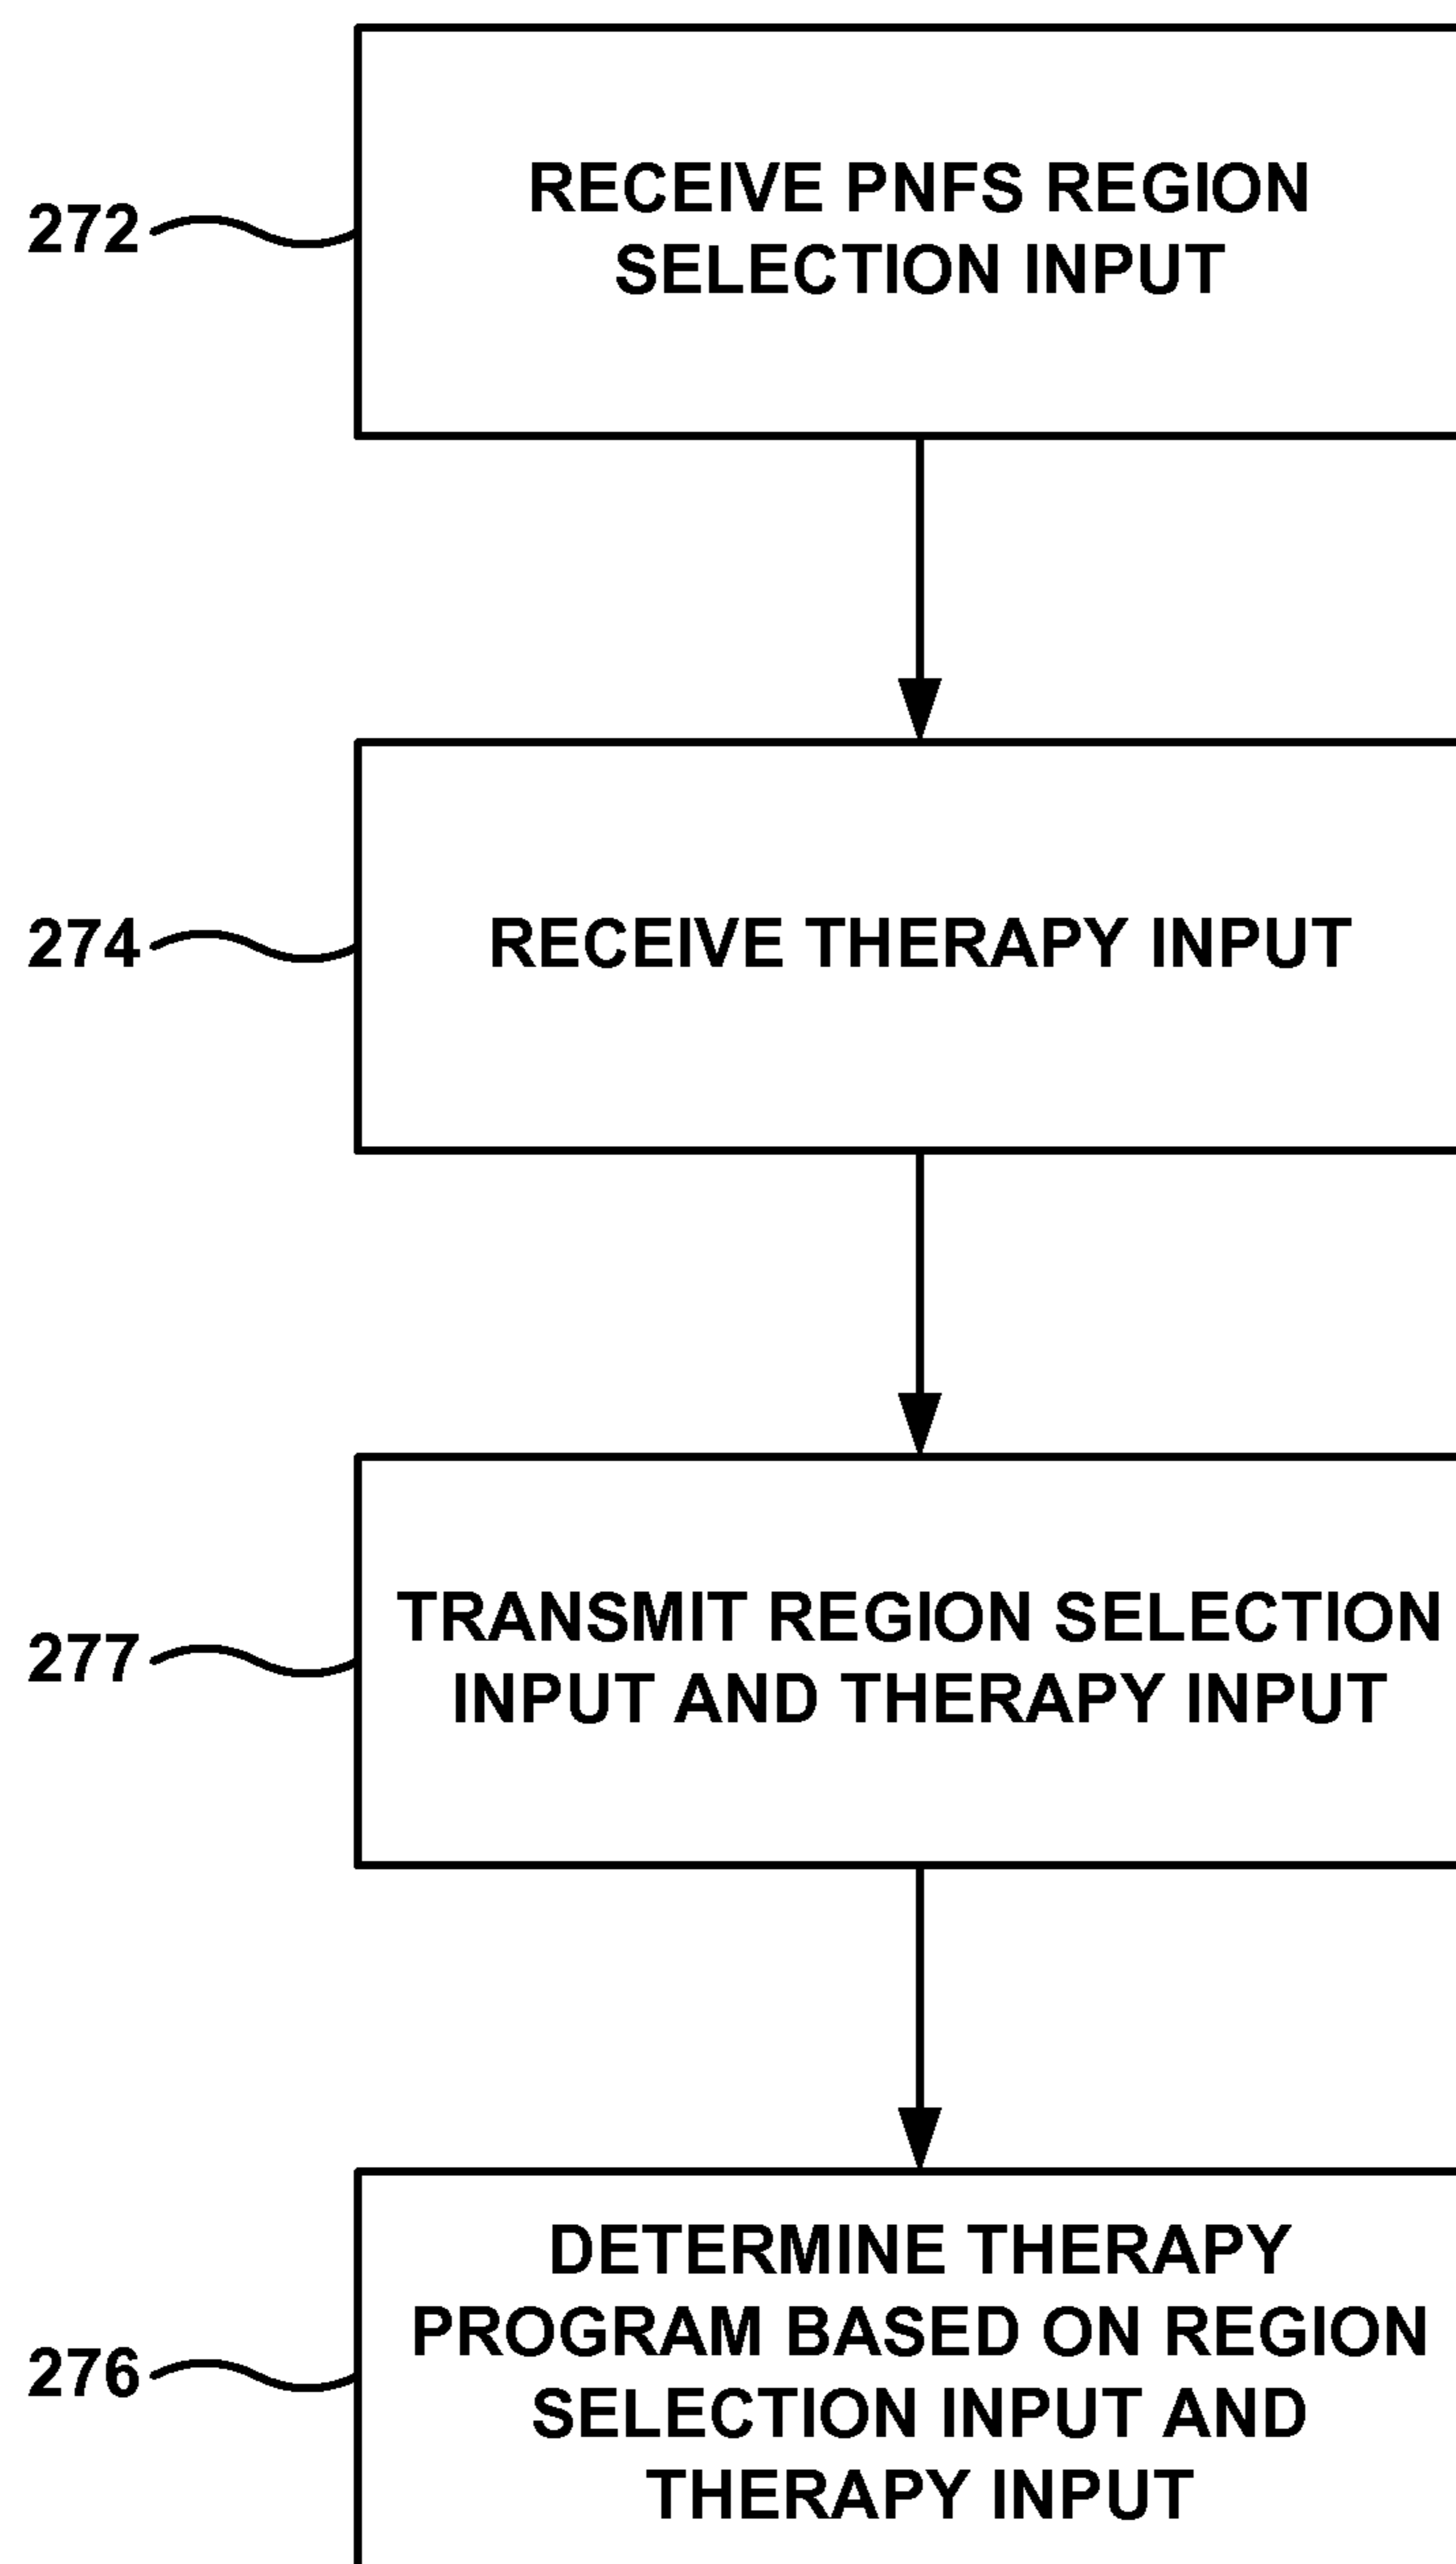 272
RECEIVE PNFS REGION
SELECTION INPUT
274
RECEIVE THERAPY INPUT
277
TRANSMIT REGION SELECTION
INPUT AND THERAPY INPUT
276
DETERMINE THERAPY
PROGRAM BASED ON REGION
SELECTION INPUT AND
THERAPY INPUT